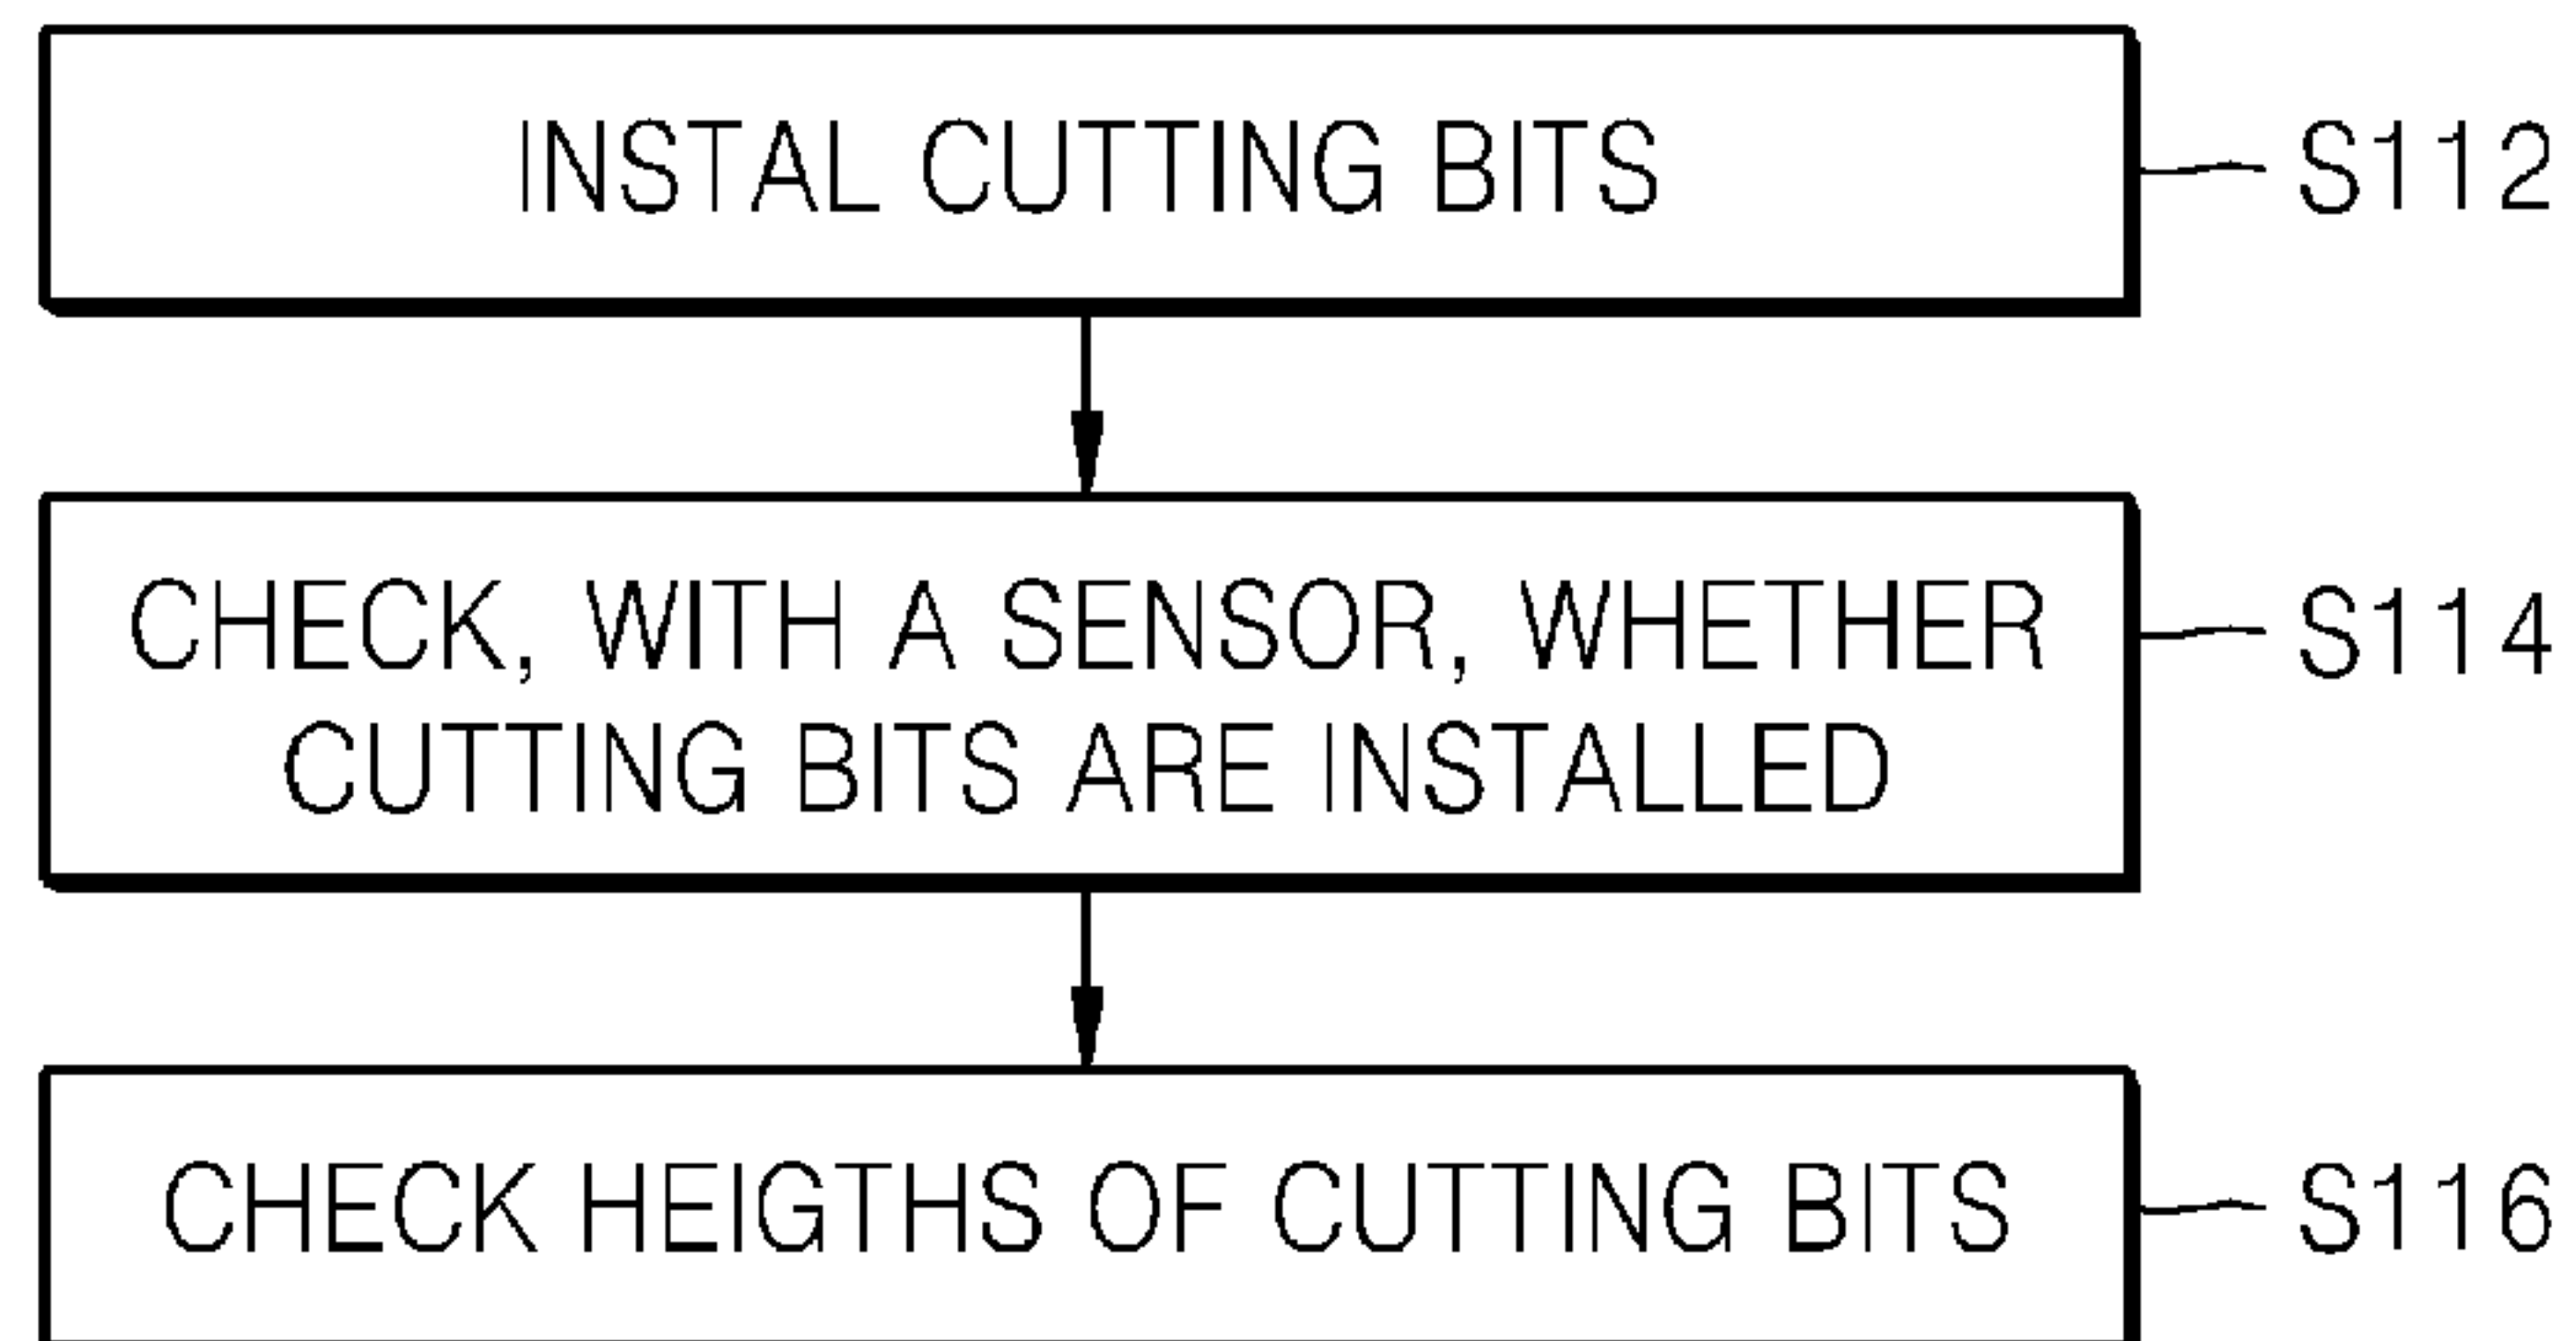 INSTAL CUTTING BITS
S112
CHECK, WITH A SENSOR, WHETHER
CUTTING BITS ARE INSTALLED
S114
CHECK HEIGTHS OF CUTTING BITS
S116